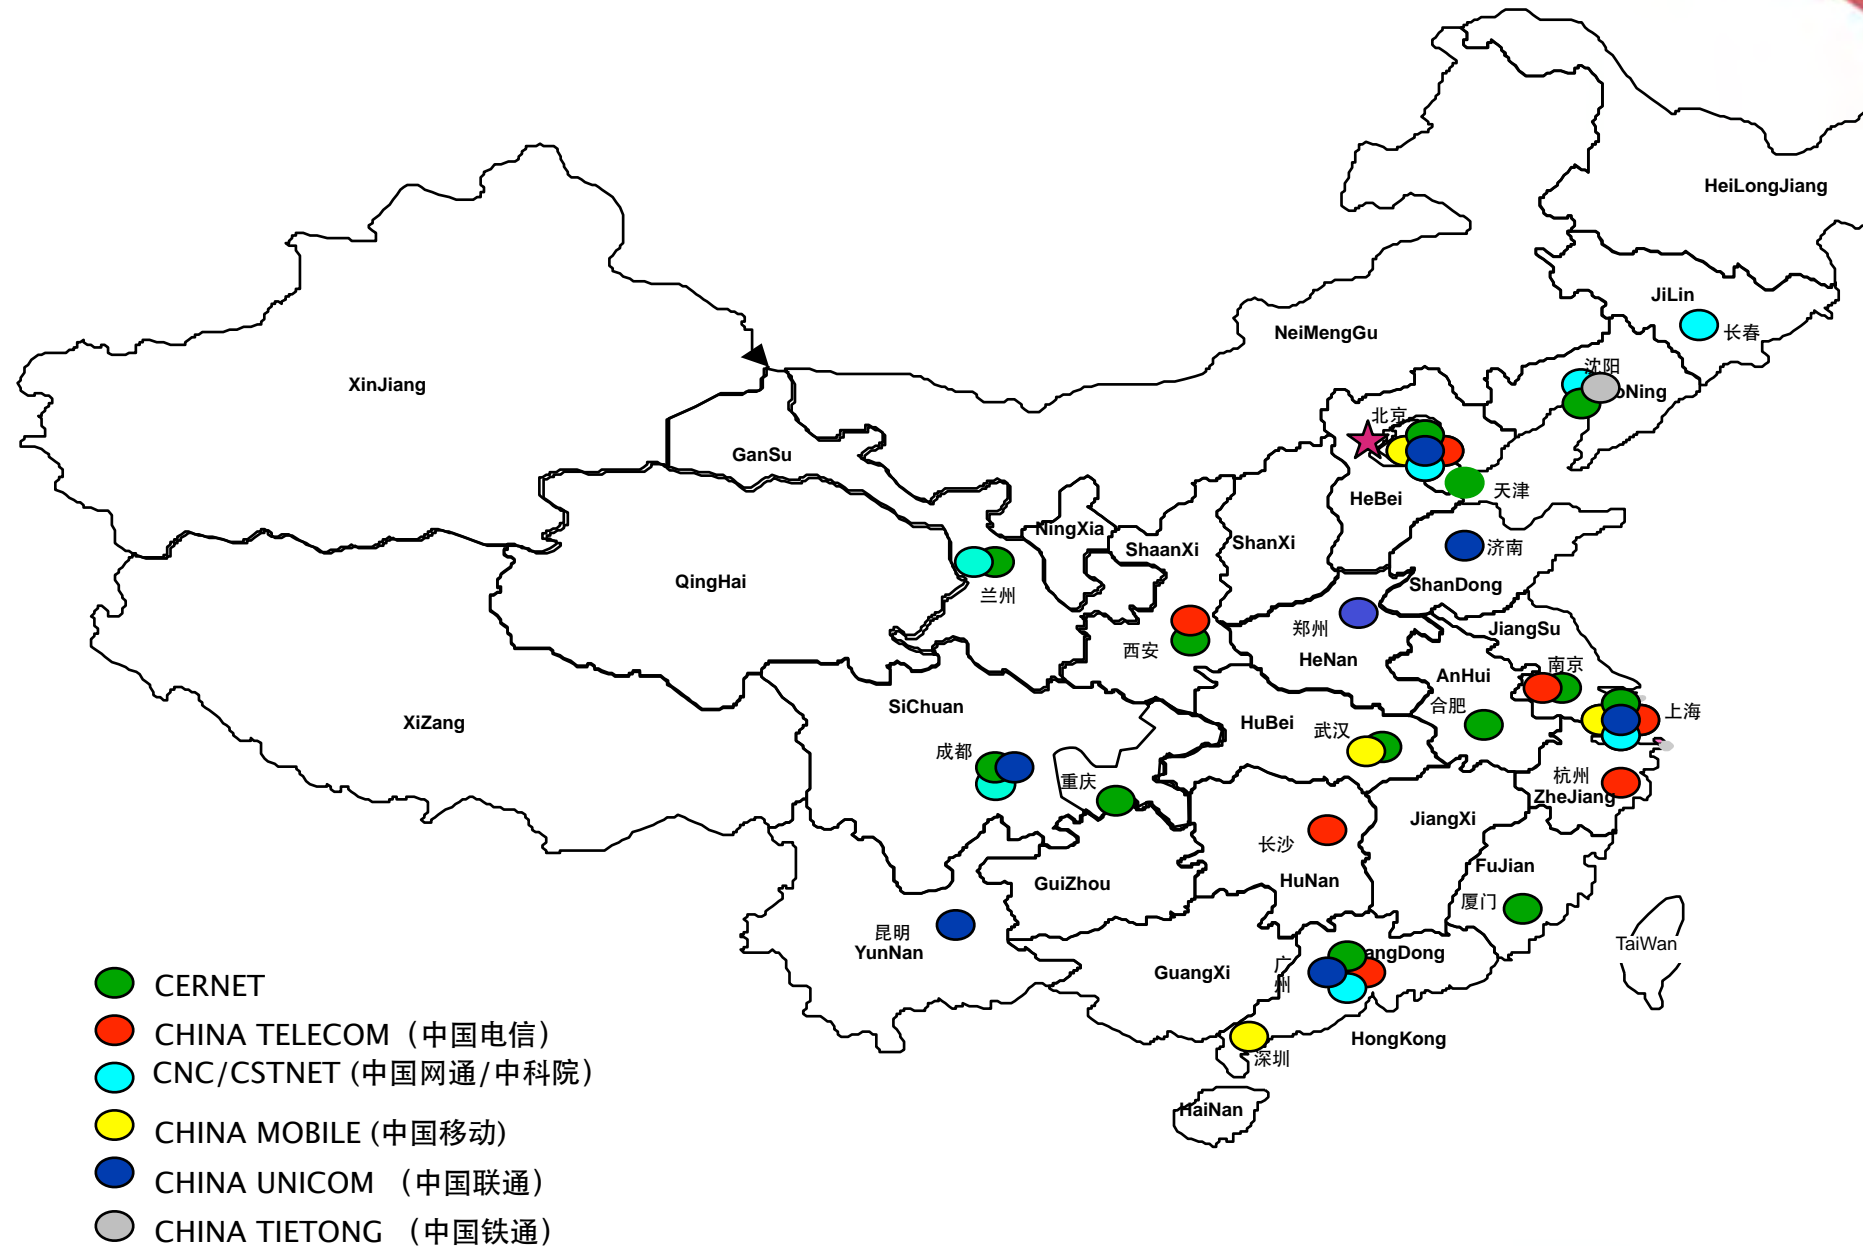 HeiLongJiang
JiLin
长春
NeiMengGu
沈阳
oNing
XinJiang
北京
GanSu
天津
HeBei
NingXia
ShaanXi
ShanXi
济南
QingHai
ShanDong
兰州
郑州
JiangSu
西安
HeNan
南京
AnHui
SiChuan
合肥
上海
XiZang
HuBei
武汉
成都
重庆
杭州
ZheJiang
JiangXi
长沙
FuJian
GuiZhou
HuNan
厦门
昆明
YunNan
TaiWan
angDong
广
州
GuangXi
HongKong
深圳
HaiNan
CERNET
CHINA TELECOM（中国电信）
CNC/CSTNET (中国网通/中科院）
CHINA MOBILE (中国移动)
CHINA UNICOM （中国联通）
CHINA TIETONG （中国铁通）